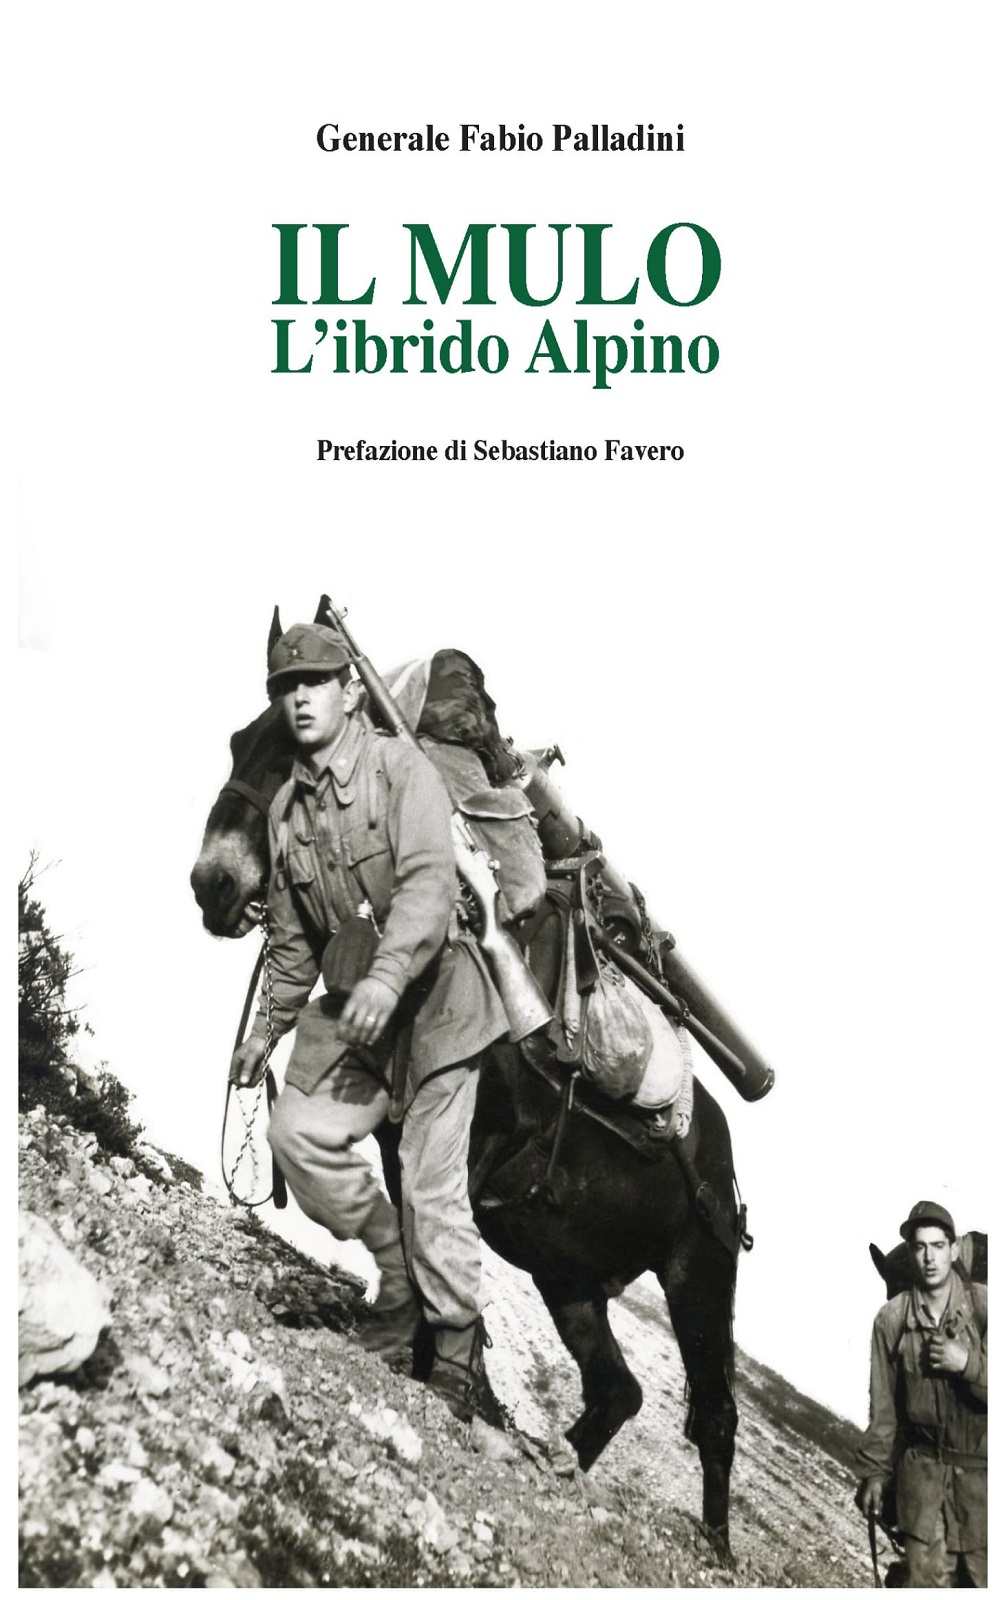 Generale Fabio Palladini
IL MULO
L'ibrido Alpino
Prefazione di Sebastiano Favero